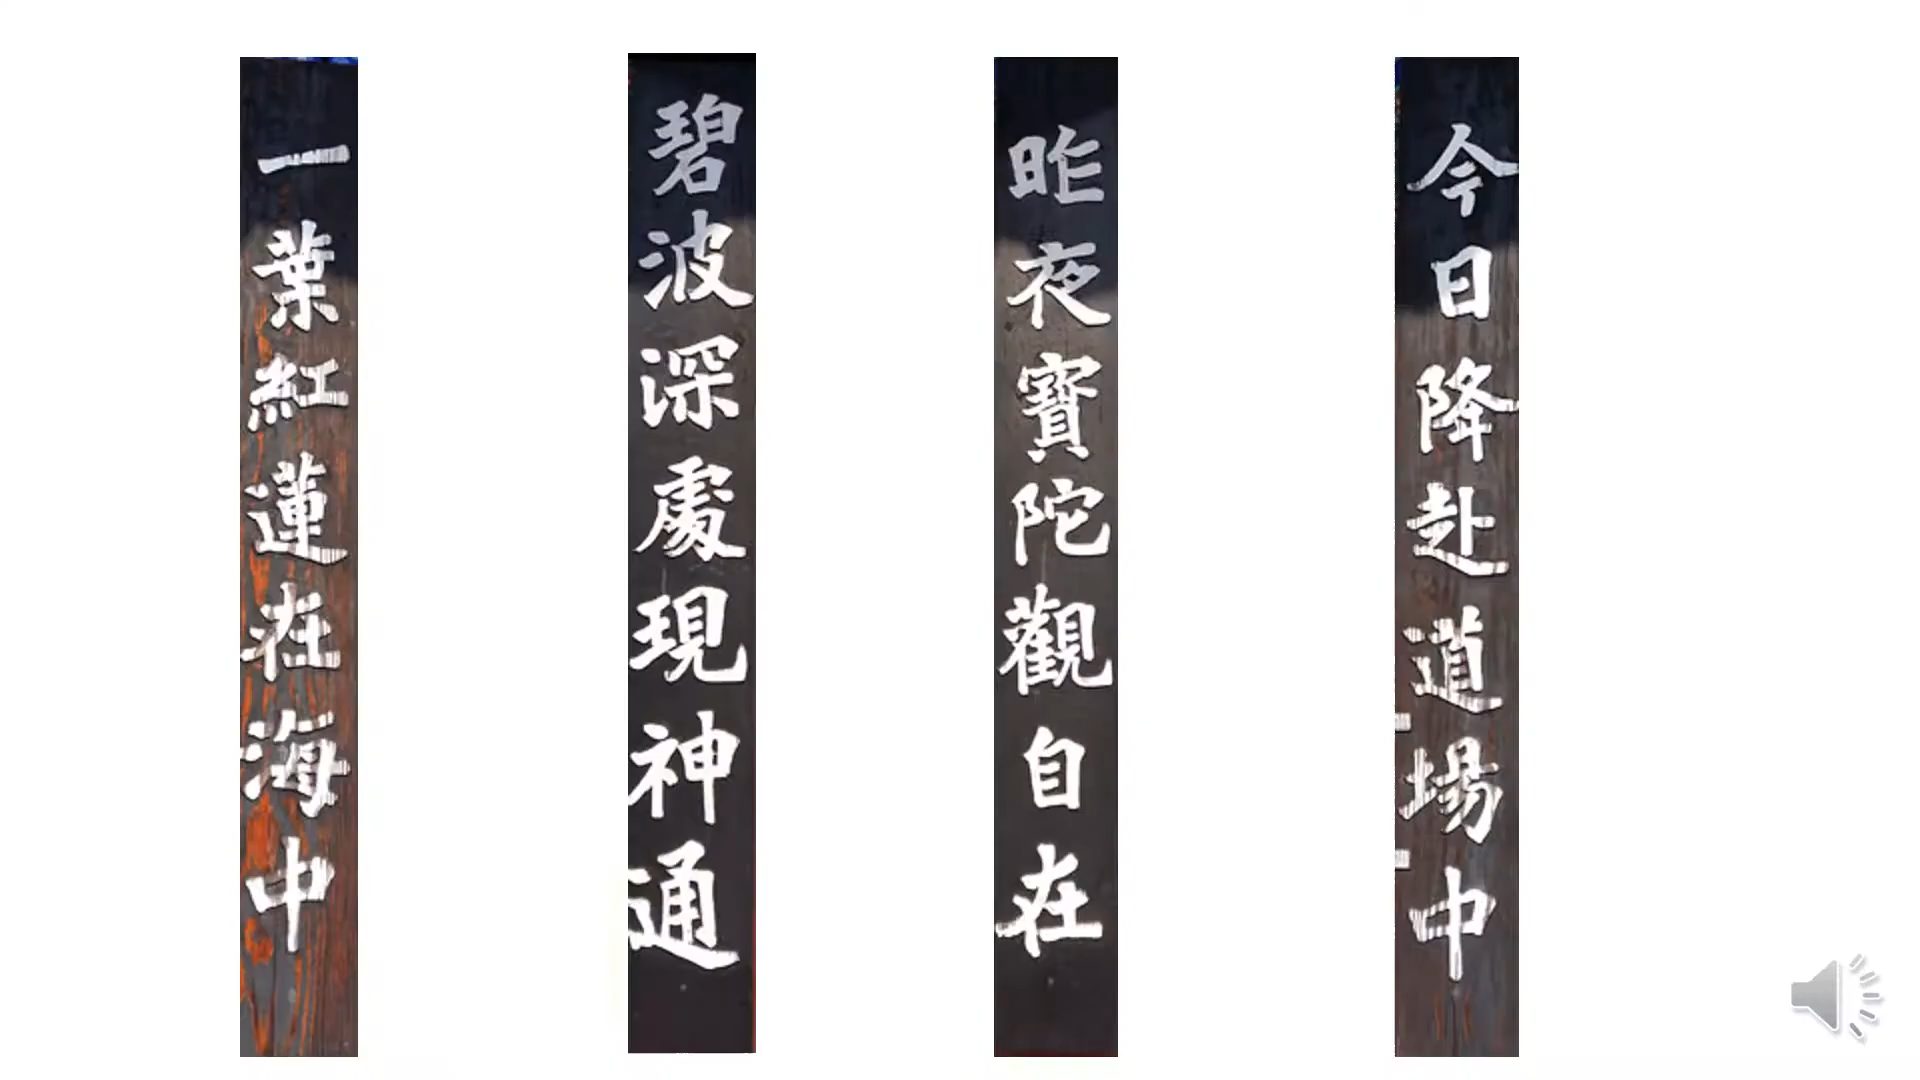 一葉紅蓮在海中
碧波深處現神通
昨夜寶陀觀自在
今日降赴道場中